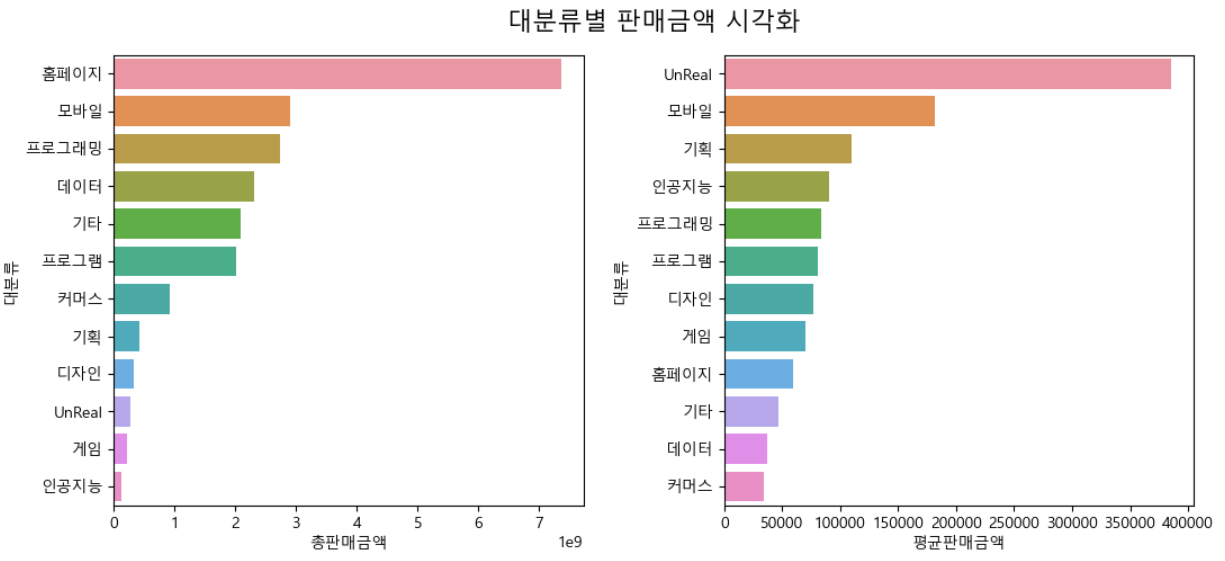 대분류별 판매금액 시각화
홈페이지
모바일
프로그래밍
데이터
기타
프로그램
커머스
기획
디자인
UnReal
게임
인공지능
대분류
0 1 2 3 4 5 6 7
1e9
총판매금액
UnReal
모바일
기획
인공지능
프로그래밍
프로그램
디자인
게임
홈페이지
기타
데이터
커머스
대분류
0 50000 100000 150000 200000 250000 300000 350000 400000
평균판매금액